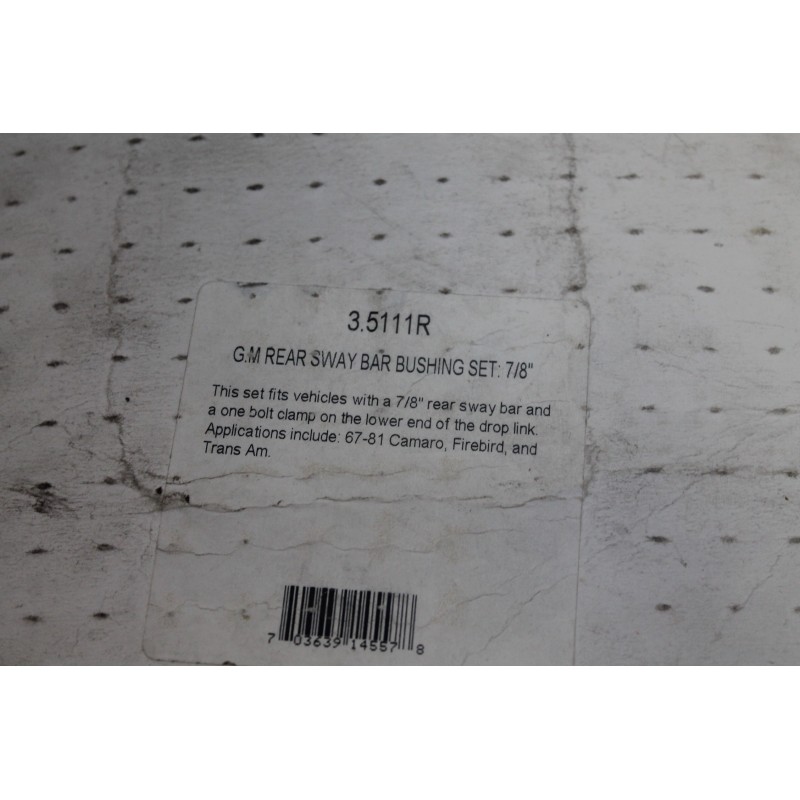 3.5111R
G.M REAR SWAY BAR BUSHING SET: 7/8"
This set fits vehicles with a 7/8" rear sway bar and
a one bolt clamp on the lower end of the drop link.
Applications include: 67-81 Camaro, Firebird, and
Trans Am.
7 03639 14557 8